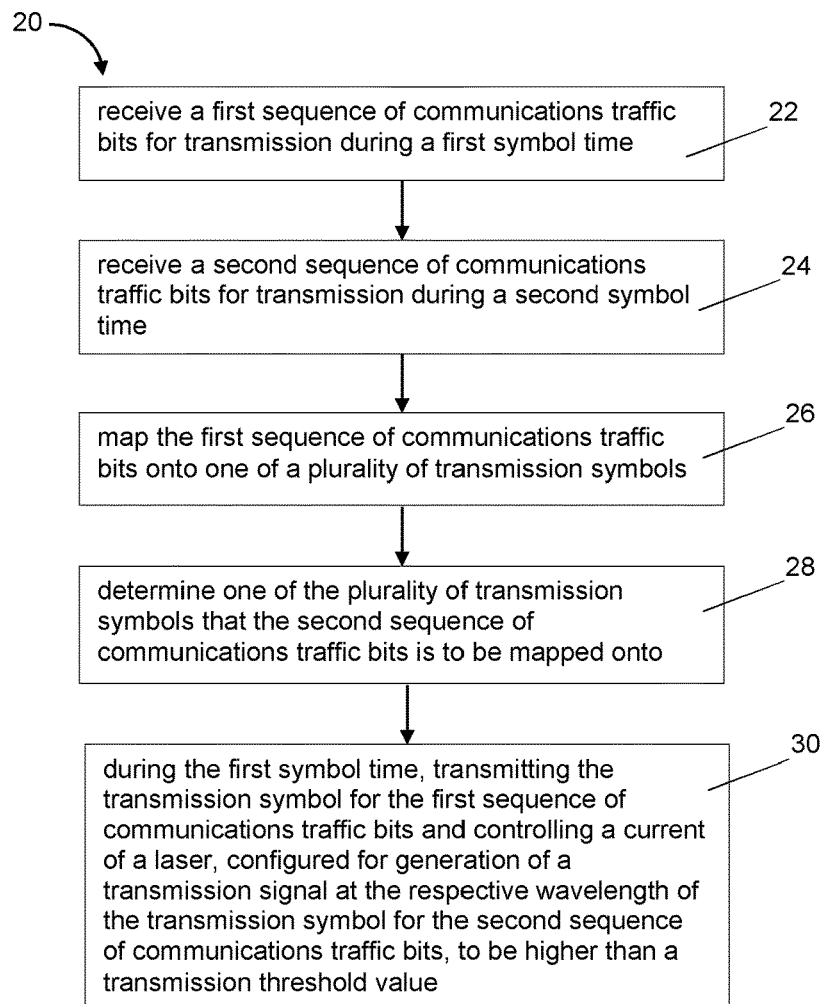 20
receive a first sequence of communications traffic
bits for transmission during a first symbol time
22
receive a second sequence of communications
traffic bits for transmission during a second symbol
time
24
map the first sequence of communications traffic
bits onto one of a plurality of transmission symbols
26
determine one of the plurality of transmission
symbols that the second sequence of
communications traffic bits is to be mapped onto
28
during the first symbol time, transmitting the
transmission symbol for the first sequence of
communications traffic bits and controlling a current
of a laser, configured for generation of a
transmission signal at the respective wavelength of
the transmission symbol for the second sequence
of communications traffic bits, to be higher than a
transmission threshold value
30